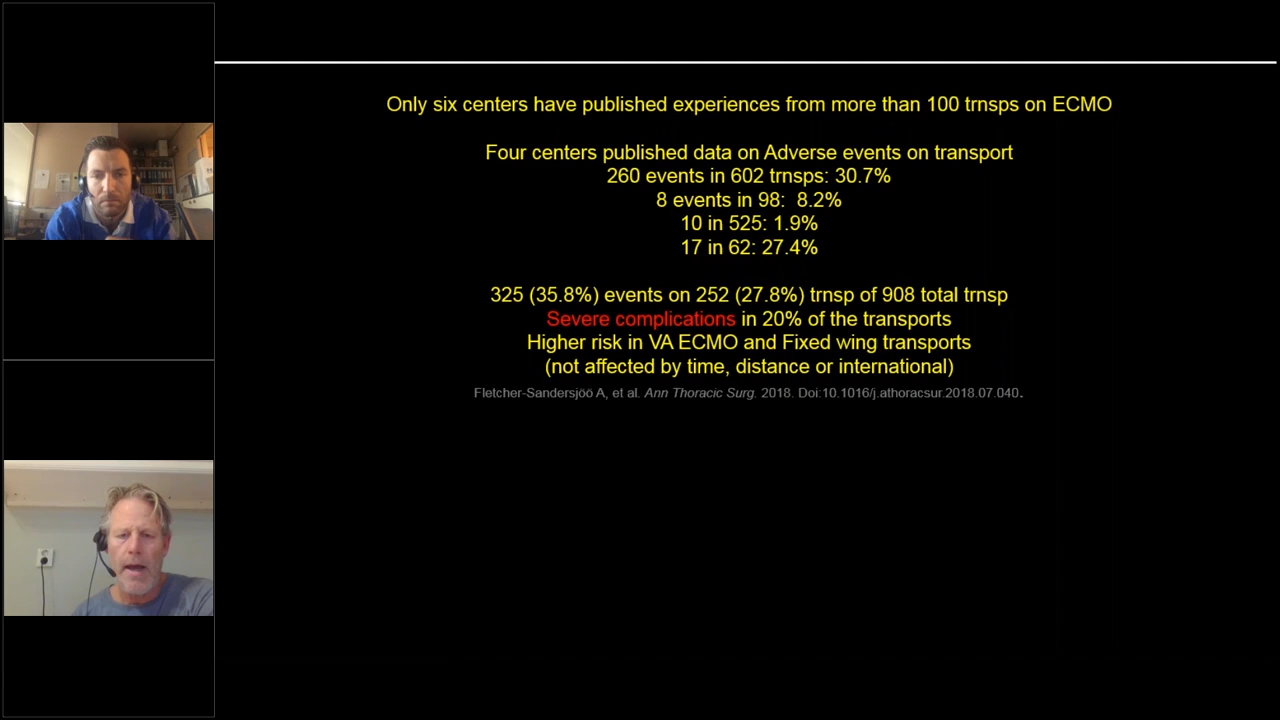 Only six centers have published experiences from more than 100 trnsps on ECMO
Four centers published data on Adverse events on transport
260 events in 602 trnsps: 30.7%
8 events in 98:  8.2%
10 in 525: 1.9%
17 in 62: 27.4%
325 (35.8%) events on 252 (27.8%) trnsp of 908 total trnsp
Severe complications in 20% of the transports
Higher risk in VA ECMO and Fixed wing transports
(not affected by time, distance or international)
Fletcher-Sandersjöö A, et al. Ann Thoracic Surg. 2018. Doi:10.1016/j.athoracsur.2018.07.040.